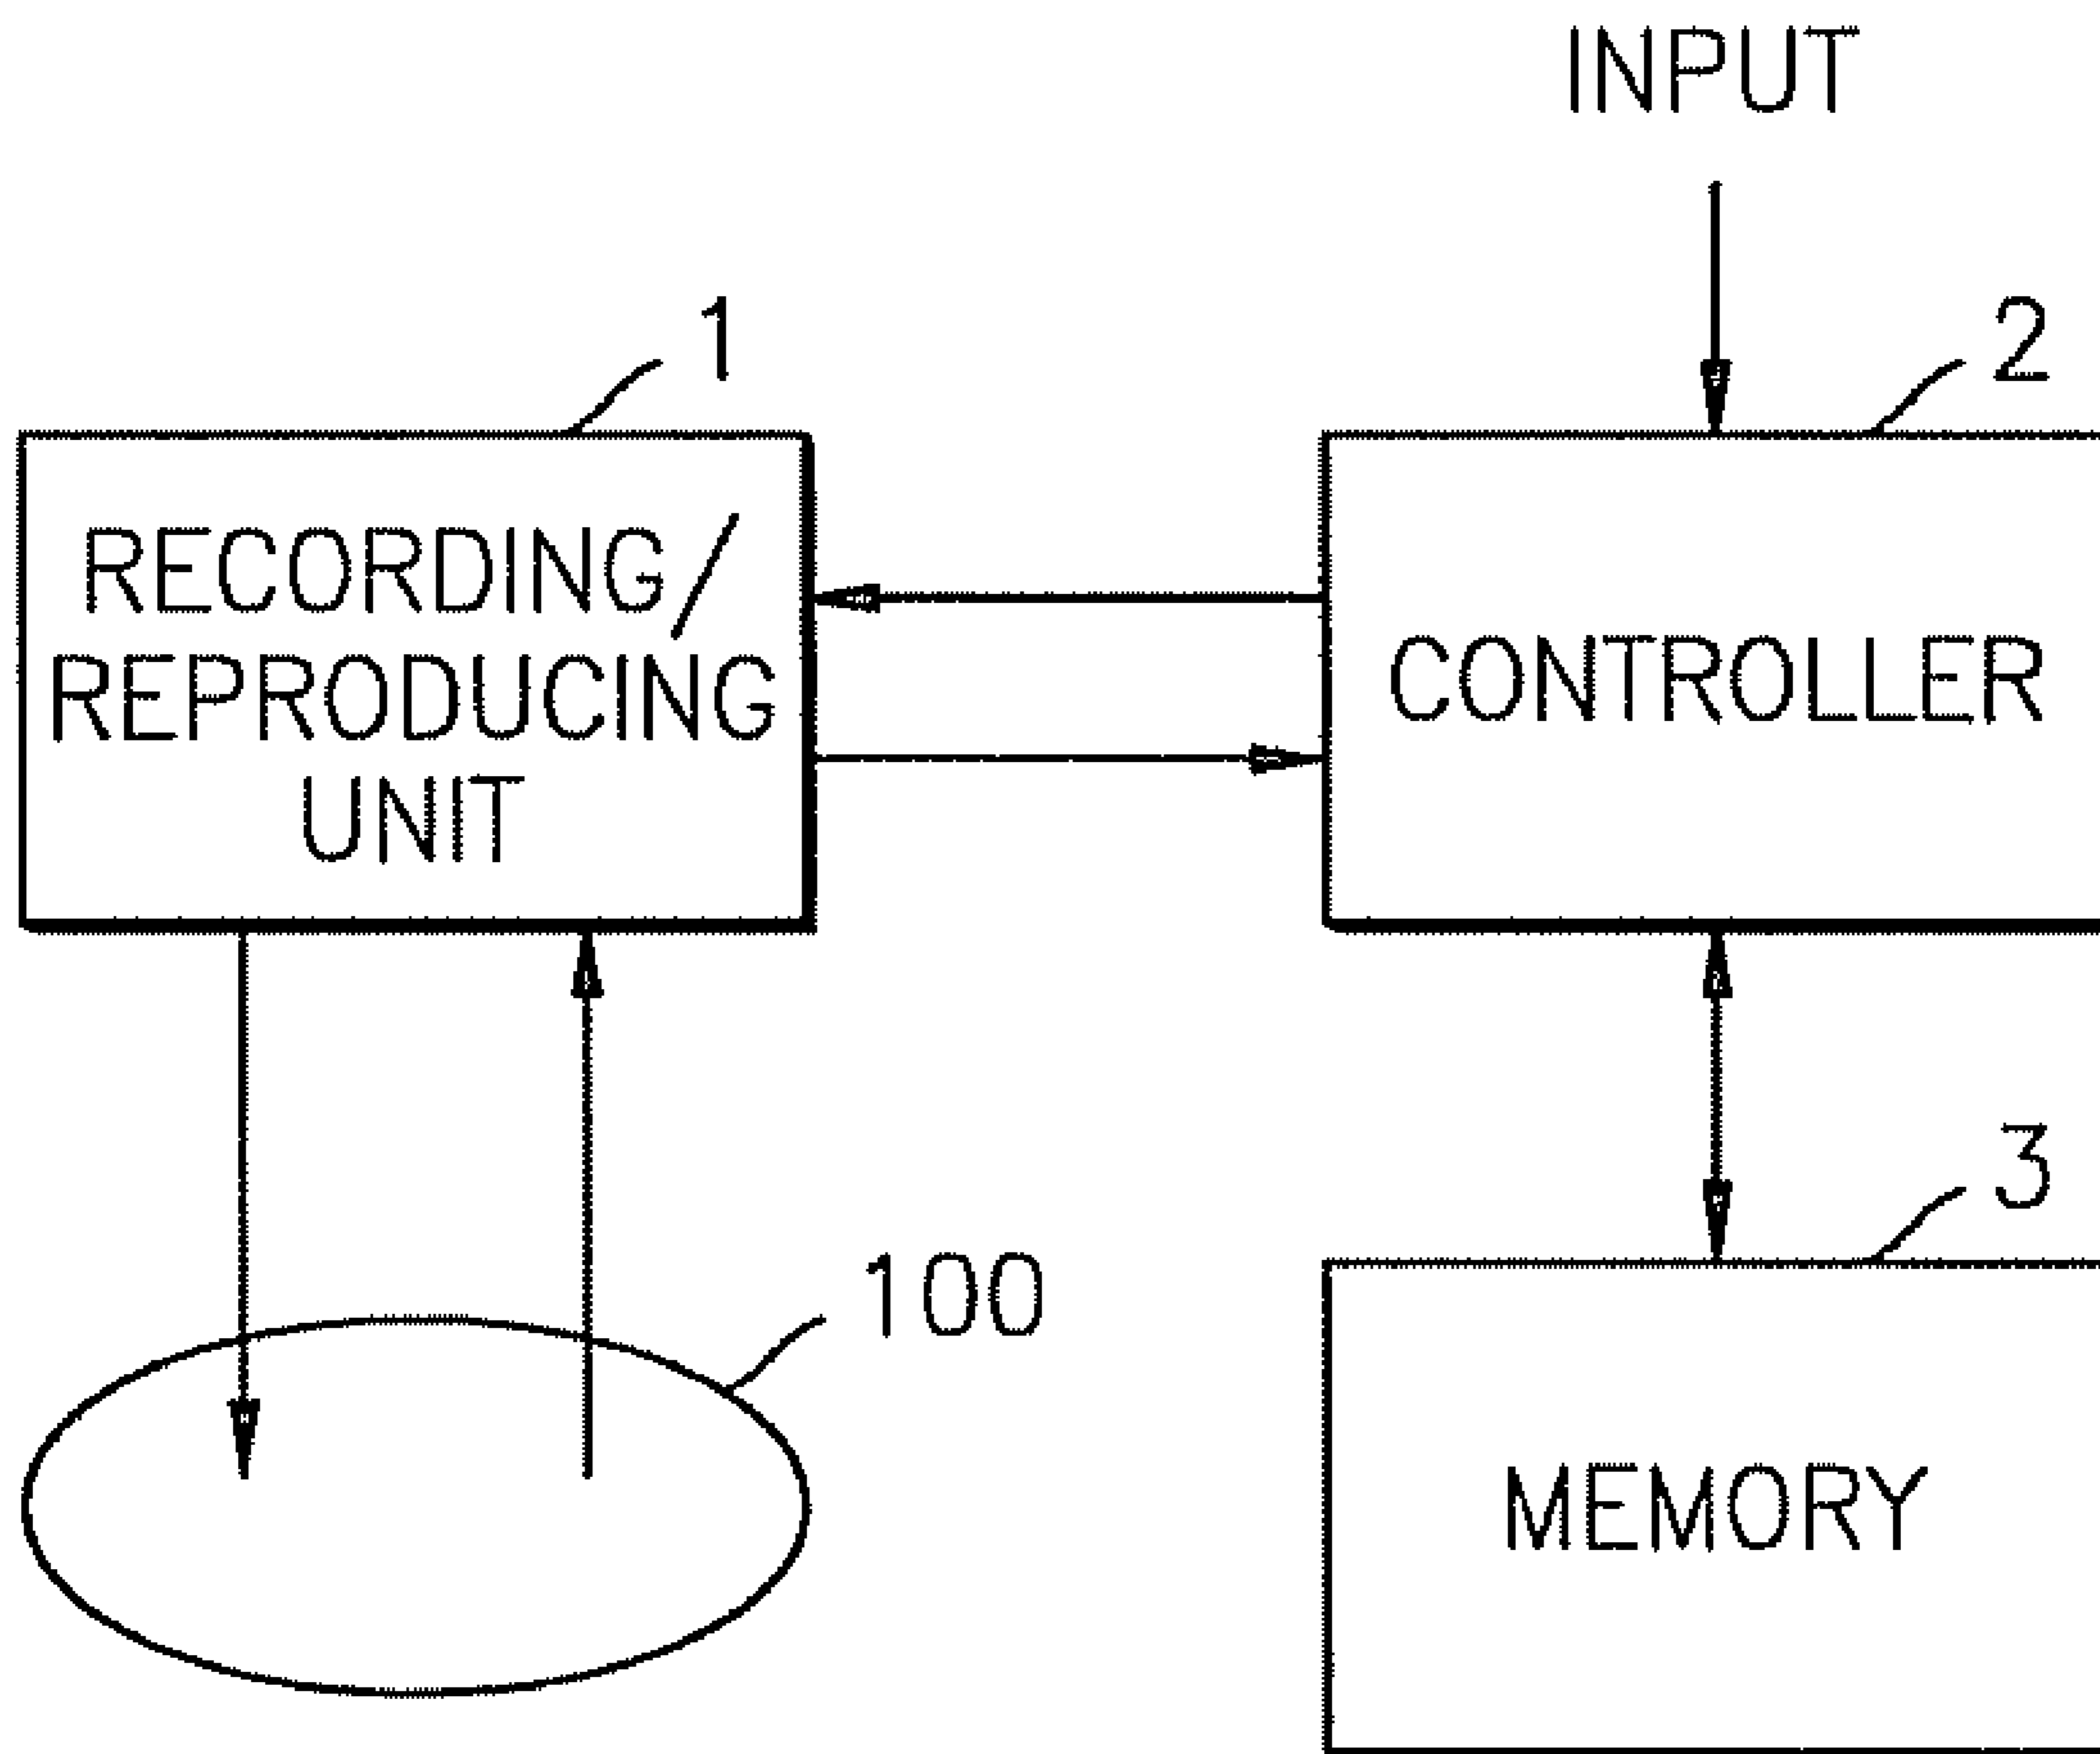 INPUT
1
2
RECORDING/
REPRODUCING
UNIT
CONTROLLER
3
100
MEMORY